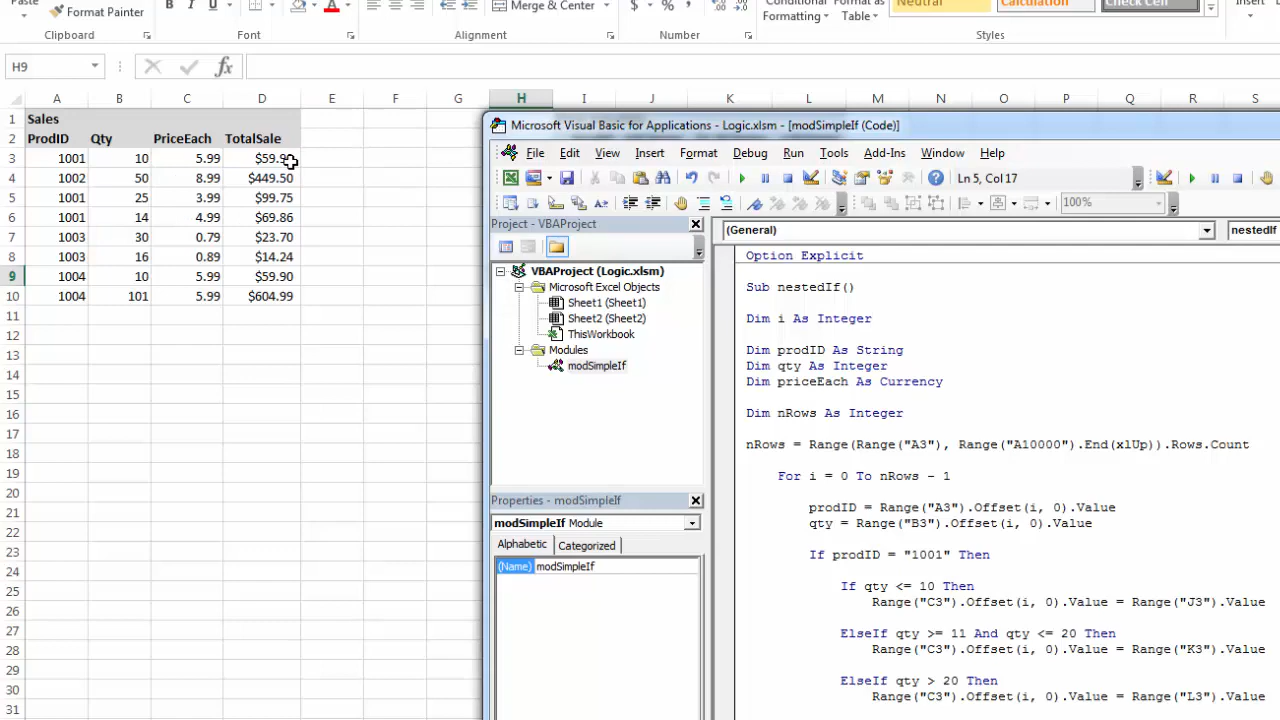 Paste
Format Painter
B I U
Merge & Center
$ % ,
Conditional Formatting
Format as Table
Neutral
Calculation
Check Cell
Insert
Clipboard
Font
Alignment
Number
Styles
H9
fx
A B C D E F G H I J K L M N O P Q R S
1 Sales
2 ProdID Qty PriceEach TotalSale
3 1001 10 5.99
4 1002 50 8.99 $449.50
5 1001 25 3.99 $99.75
6 1001 14 4.99 $69.86
7 1003 30 0.79 $23.70
8 1003 16 0.89 $14.24
9 1004 10 5.99 $59.90
10 1004 101 5.99 $604.99
11
12
13
14
15
16
17
18
19
20
21
22
23
24
25
26
27
28
29
30
31
Microsoft Visual Basic for Applications - Logic.xlsm - [modSimpleIf (Code)]
File Edit View Insert Format Debug Run Tools Add-Ins Window Help
Ln 5, Col 17
100%
Project - VBAProject
VBAProject (Logic.xlsm)
Microsoft Excel Objects
Sheet1 (Sheet1)
Sheet2 (Sheet2)
ThisWorkbook
Modules
modSimpleIf
Properties - modSimpleIf
modSimpleIf Module
Alphabetic Categorized
(Name) modSimpleIf
(General)
nestedIf
Option Explicit
Sub nestedIf()
Dim i As Integer
Dim prodID As String
Dim qty As Integer
Dim priceEach As Currency
Dim nRows As Integer
nRows = Range(Range("A3"), Range("A10000").End(xlUp)).Rows.Count
For i = 0 To nRows - 1
prodID = Range("A3").Offset(i, 0).Value
qty = Range("B3").Offset(i, 0).Value
If prodID = "1001" Then
If qty <= 10 Then
Range("C3").Offset(i, 0).Value = Range("J3").Value
ElseIf qty >= 11 And qty <= 20 Then
Range("C3").Offset(i, 0).Value = Range("K3").Value
ElseIf qty > 20 Then
Range("C3").Offset(i, 0).Value = Range("L3").Value